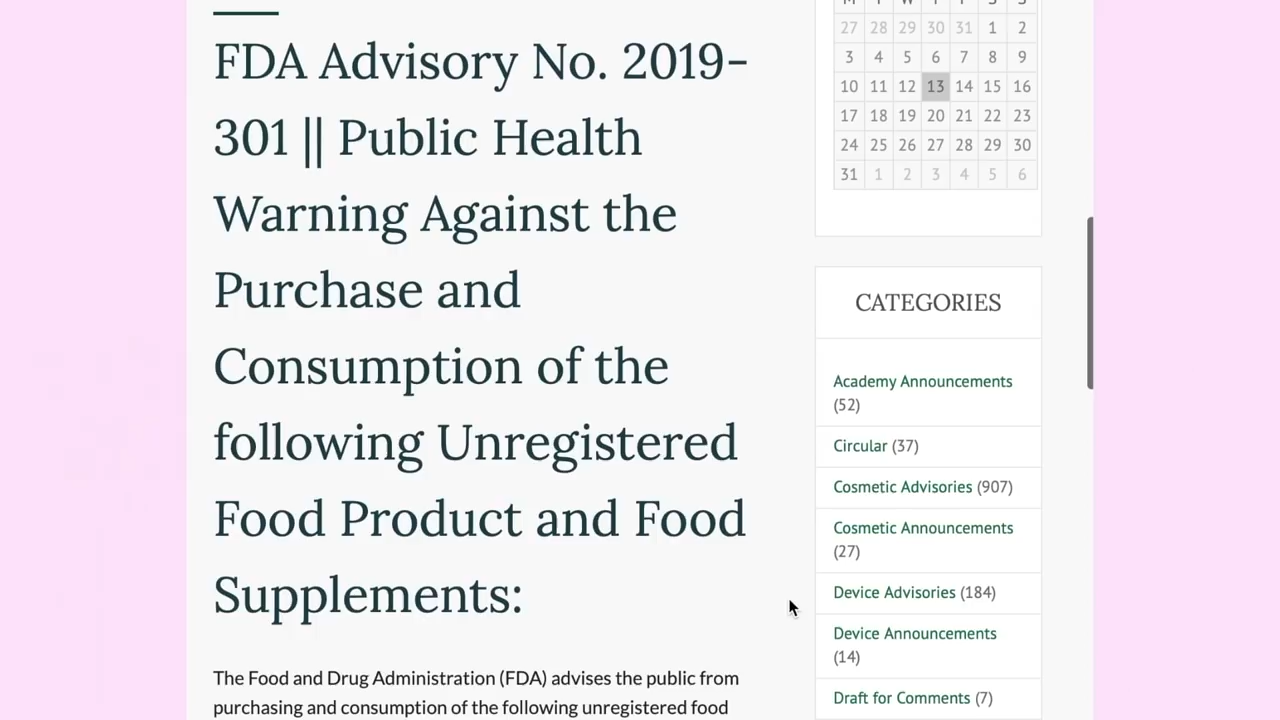 FDA Advisory No. 2019-
301 || Public Health
Warning Against the
Purchase and
Consumption of the
following Unregistered
Food Product and Food
Supplements:
The Food and Drug Administration (FDA) advises the public from
purchasing and consumption of the following unregistered food
27 28 29 30 31 1 2
3 4 5 6 7 8 9
10 11 12 13 14 15 16
17 18 19 20 21 22 23
24 25 26 27 28 29 30
31 1 2 3 4 5 6
CATEGORIES
Academy Announcements
(52)
Circular (37)
Cosmetic Advisories (907)
Cosmetic Announcements
(27)
Device Advisories (184)
Device Announcements
(14)
Draft for Comments (7)